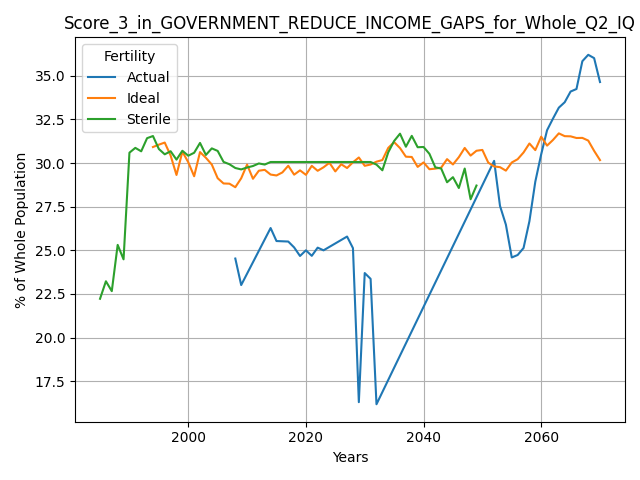 Score_3_in_GOVERNMENT_REDUCE_INCOME_GAPS_for_Whole_Q2_IQ
Fertility
Actual
Ideal
Sterile
% of Whole Population
35.0
32.5
30.0
27.5
25.0
22.5
20.0
17.5
2000
2020
2040
2060
Years